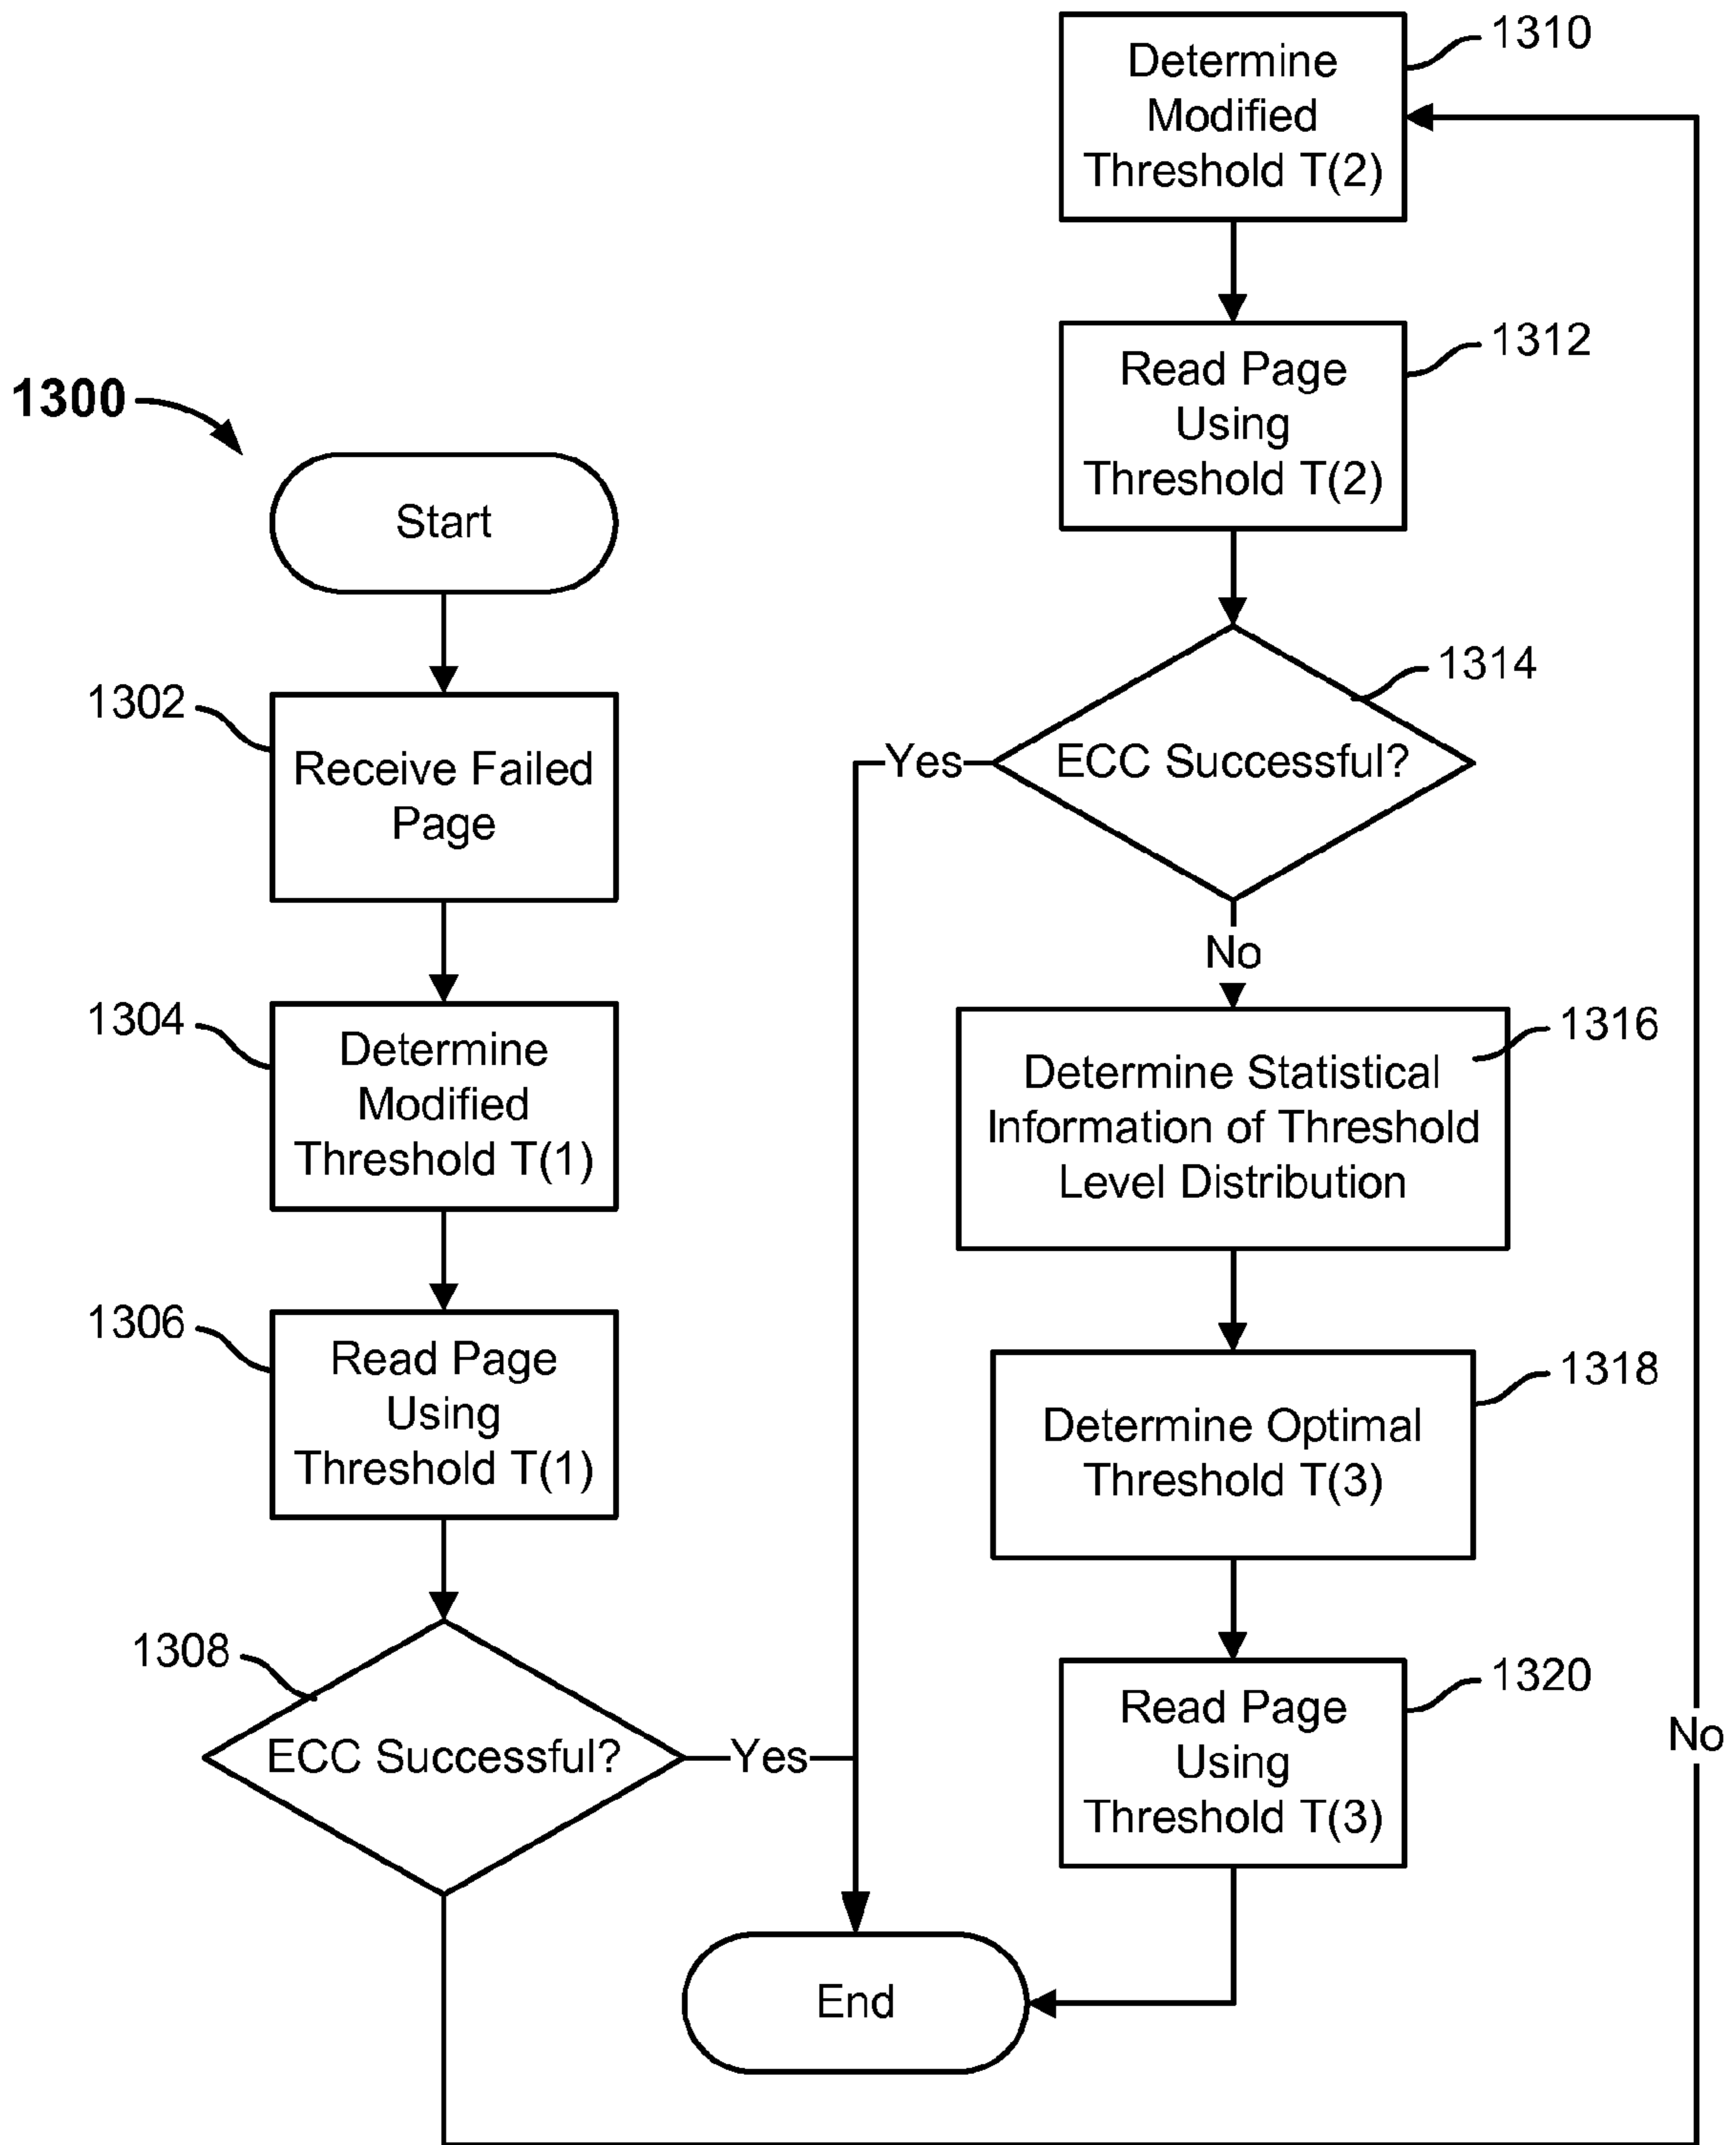 1300
Start
1302
Receive Failed
Page
1304
Determine
Modified
Threshold T(1)
1306
Read Page
Using
Threshold T(1)
1308
ECC Successful?
Yes
No
1310
Determine
Modified
Threshold T(2)
1312
Read Page
Using
Threshold T(2)
1314
ECC Successful?
Yes
No
1316
Determine Statistical
Information of Threshold
Level Distribution
1318
Determine Optimal
Threshold T(3)
1320
Read Page
Using
Threshold T(3)
End